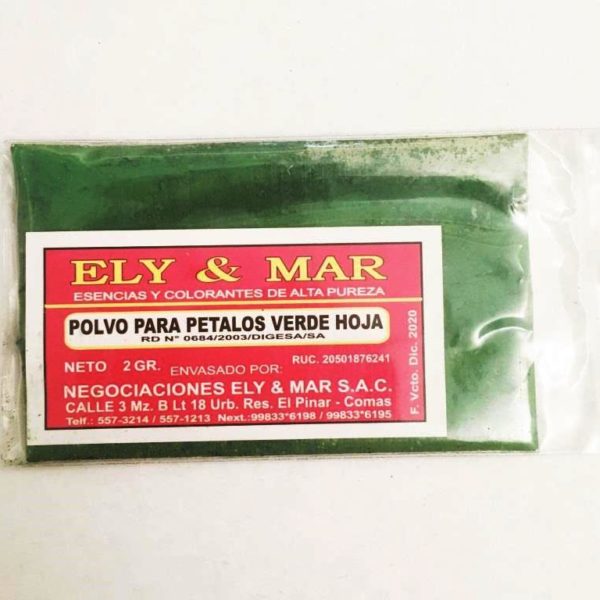 ELY & MAR
ESENCIAS Y COLORANTES DE ALTA PUREZA
POLVO PARA PETALOS VERDE HOJA
RD Nº 0684/2003/DIGESA/SA
NETO 2 GR. ENVASADO POR: RUC. 20501876241
NEGOCIACIONES ELY & MAR S.A.C.
CALLE 3 Mz. B Lt 18 Urb. Res. El Pinar - Comas
Telf.: 557-3214 / 557-1213 Next.:99833*6198 / 99833*6195
F. Vcto. Dic. 2020